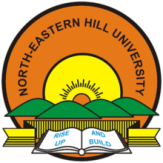 NORTH-EASTERN HILL UNIVERSITY
RISE AND
UP BUILD